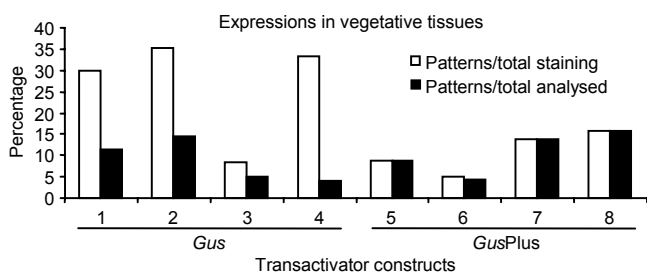 Expressions in vegetative tissues
Percentage
40
35
30
25
20
15
10
5
0
Patterns/total staining
Patterns/total analysed
1 2 3 4 5 6 7 8
Gus GusPlus
Transactivator constructs